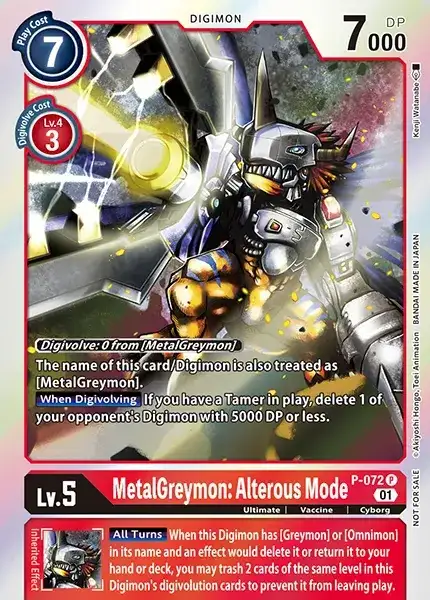 DIGIMON
Play Cost
7
7000 DP
Digivolve Cost
Lv.4
3
Kenji Watanabe
Digivolve: 0 from [MetalGreymon]
The name of this card/Digimon is also treated as
[MetalGreymon].
When Digivolving If you have a Tamer in play, delete 1 of
your opponent's Digimon with 5000 DP or less.
©Akiyoshi Hongo, Toei Animation BANDAI MADE IN JAPAN
NOT FOR SALE
Lv.5
MetalGreymon: Alterous Mode
P-072 P
01
Ultimate | Vaccine | Cyborg
Inherited Effect
All Turns When this Digimon has [Greymon] or [Omnimon]
in its name and an effect would delete it or return it to your
hand or deck, you may trash 2 cards of the same level in this
Digimon's digivolution cards to prevent it from leaving play.